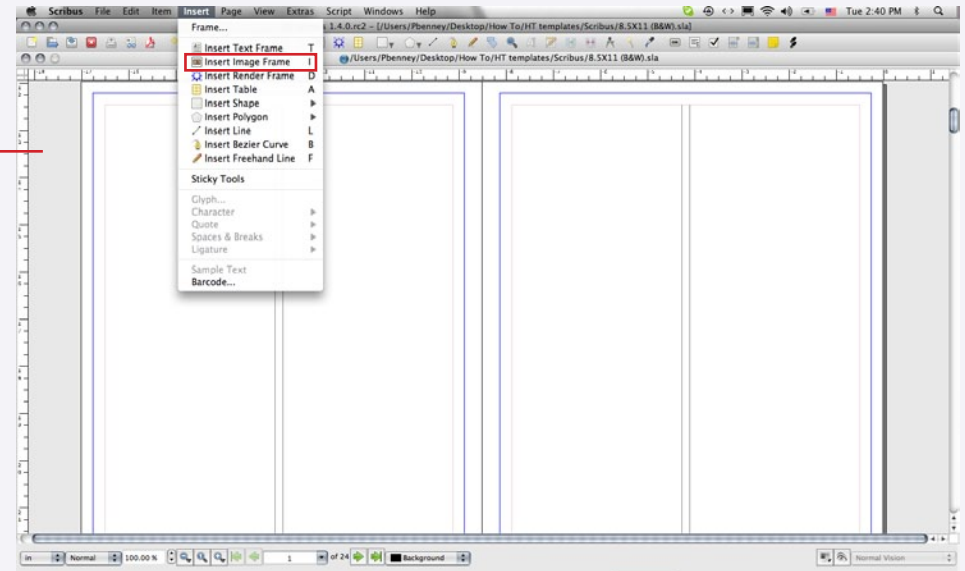 Scribus File Edit Item Insert Page View Extras Script Windows Help Tue 2:40 PM
1.4.0.rc2 – [/Users/Pbenney/Desktop/How To/HT templates/Scribus/8.5X11 (B&W).sla]
/Users/Pbenney/Desktop/How To/HT templates/Scribus/8.5X11 (B&W).sla
Frame...
Insert Text Frame T
Insert Image Frame I
Insert Render Frame D
Insert Table A
Insert Shape
Insert Polygon
Insert Line L
Insert Bezier Curve B
Insert Freehand Line F
Sticky Tools
Glyph...
Character
Quote
Spaces & Breaks
Ligature
Sample Text
Barcode...
in Normal 100.00 % 1 of 24 Background Normal Vision